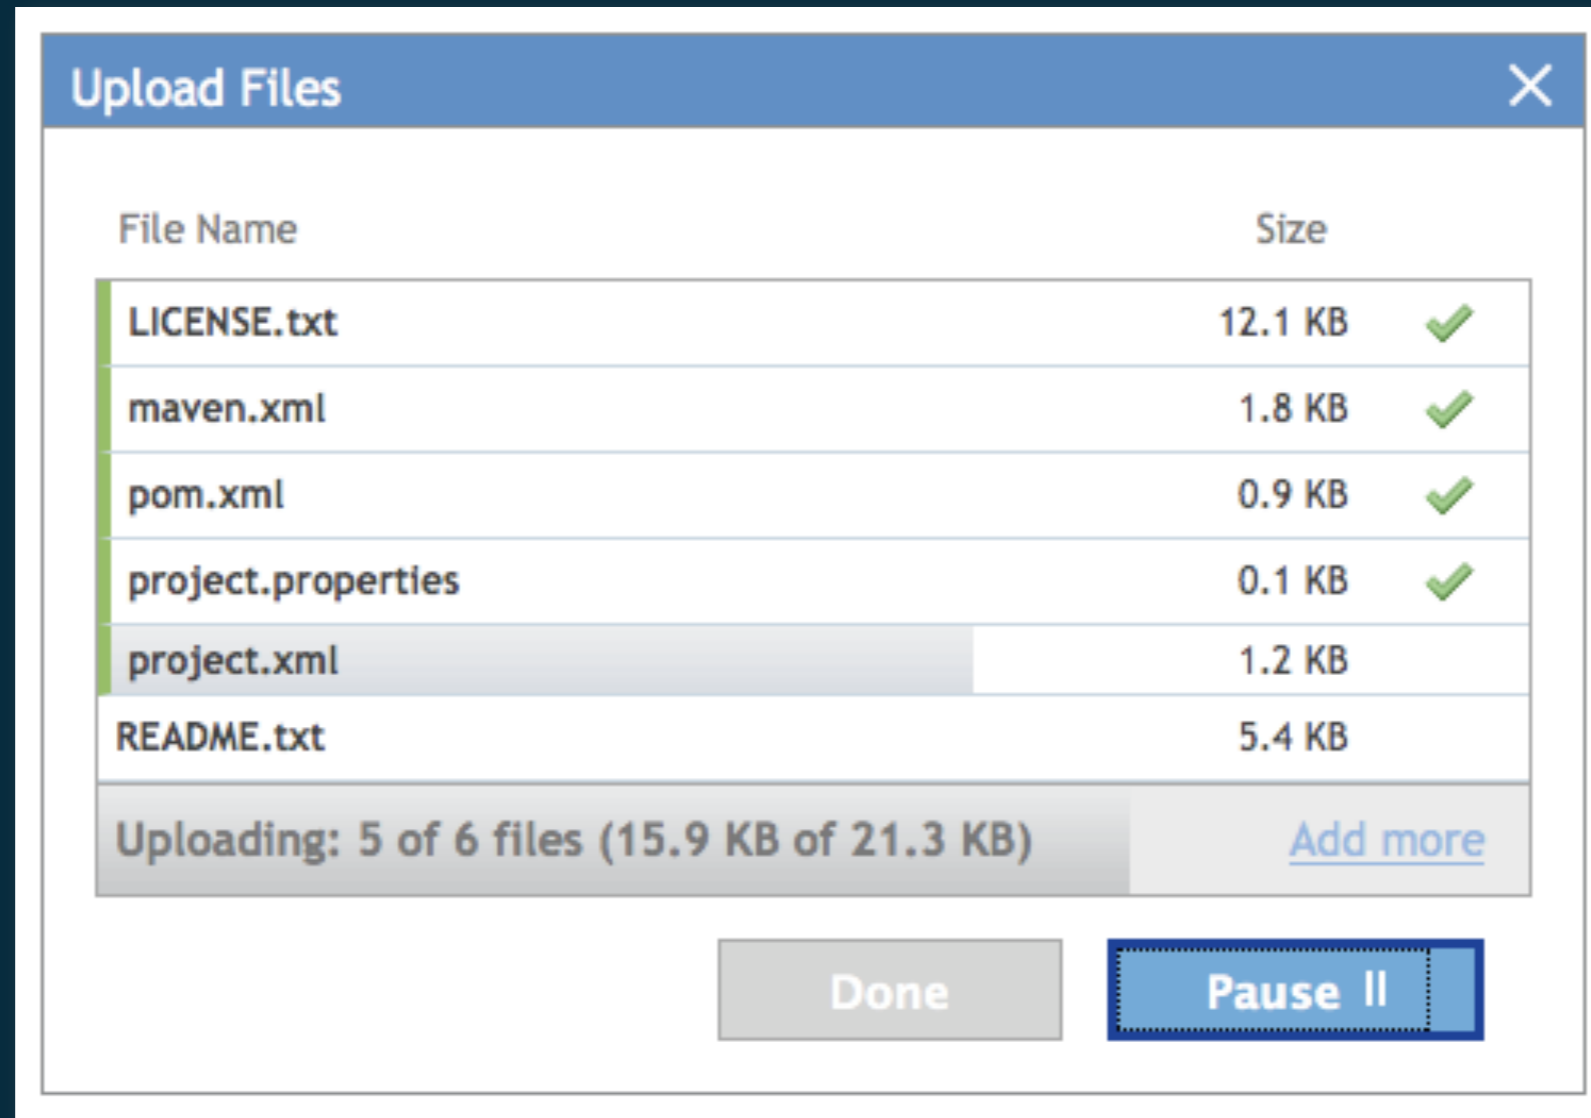 Upload Files
File Name Size
LICENSE.txt 12.1 KB
maven.xml 1.8 KB
pom.xml 0.9 KB
project.properties 0.1 KB
project.xml 1.2 KB
README.txt 5.4 KB
Uploading: 5 of 6 files (15.9 KB of 21.3 KB) Add more
Done Pause